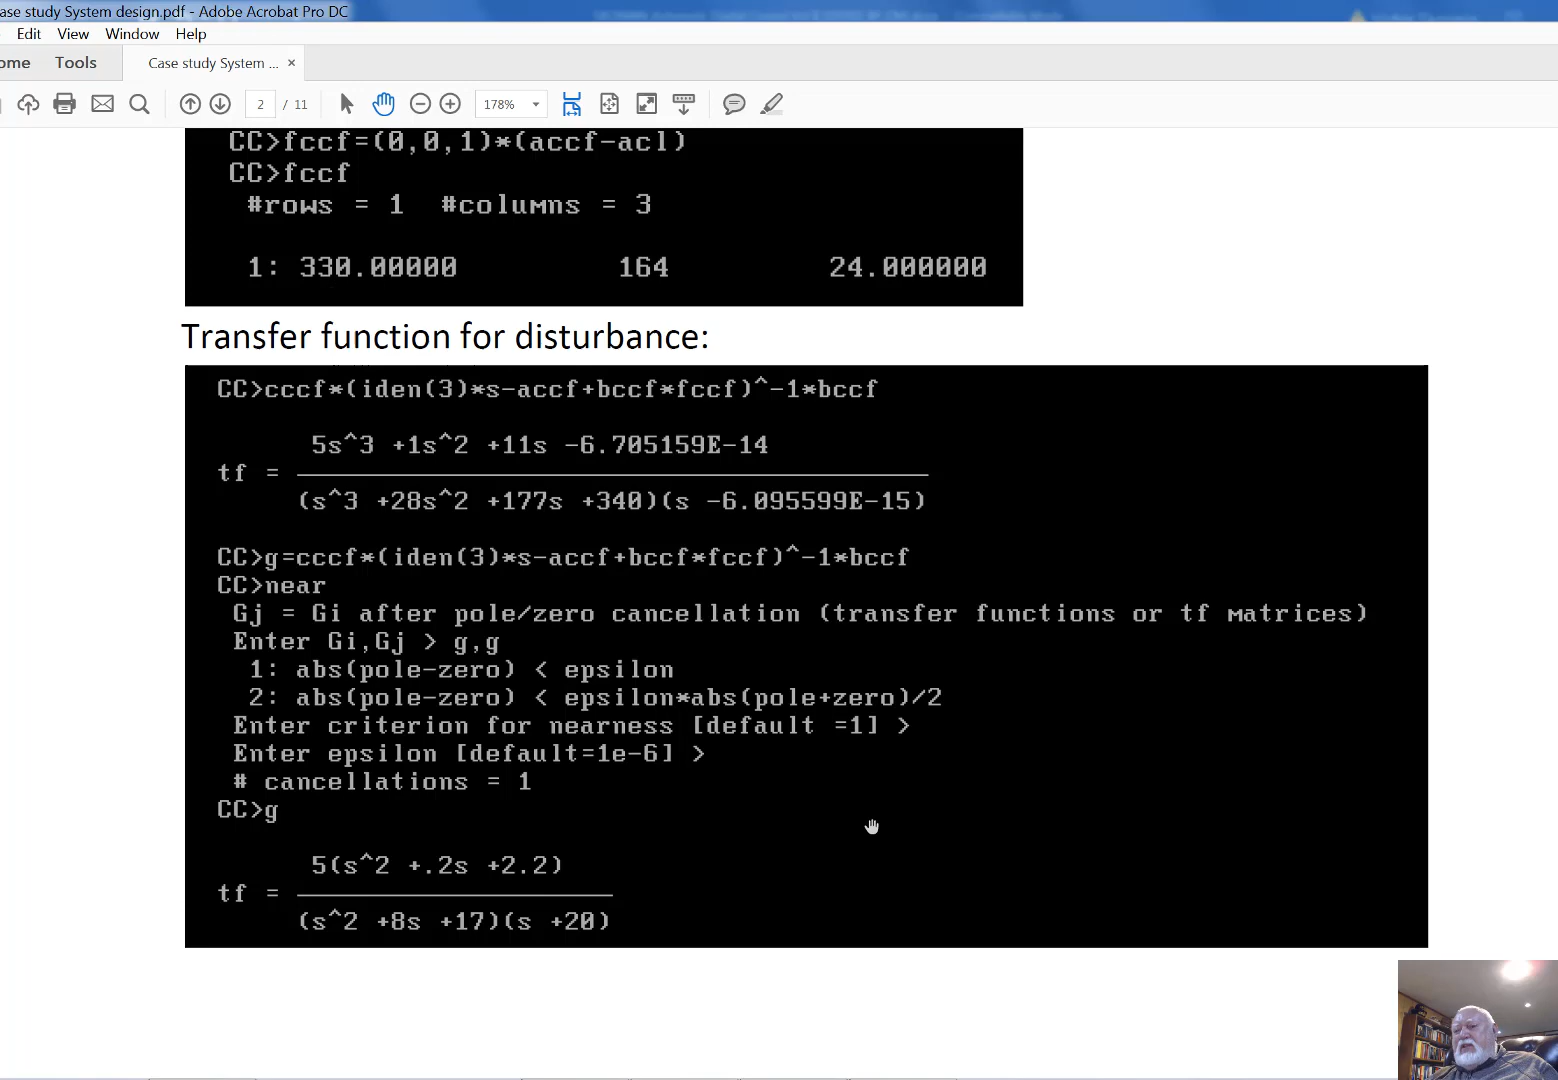 ase study System design.pdf - Adobe Acrobat Pro DC
Edit View Window Help
ome Tools Case study System ... ×
2 / 11 178%
CC>fccf=(0,0,1)*(accf-acl)
CC>fccf
#rows = 1 #columns = 3
1: 330.00000 164 24.000000
Transfer function for disturbance:
CC>cccf*(iden(3)*s-accf+bccf*fccf)^-1*bccf
5s^3 +1s^2 +11s -6.705159E-14
tf = 
(s^3 +28s^2 +177s +340)(s -6.095599E-15)
CC>g=cccf*(iden(3)*s-accf+bccf*fccf)^-1*bccf
CC>near
Gj = Gi after pole/zero cancellation (transfer functions or tf matrices)
Enter Gi,Gj > g,g
1: abs(pole-zero) < epsilon
2: abs(pole-zero) < epsilon*abs(pole+zero)/2
Enter criterion for nearness [default =1] >
Enter epsilon [default=1e-6] >
# cancellations = 1
CC>g
5(s^2 +.2s +2.2)
tf =
(s^2 +8s +17)(s +20)